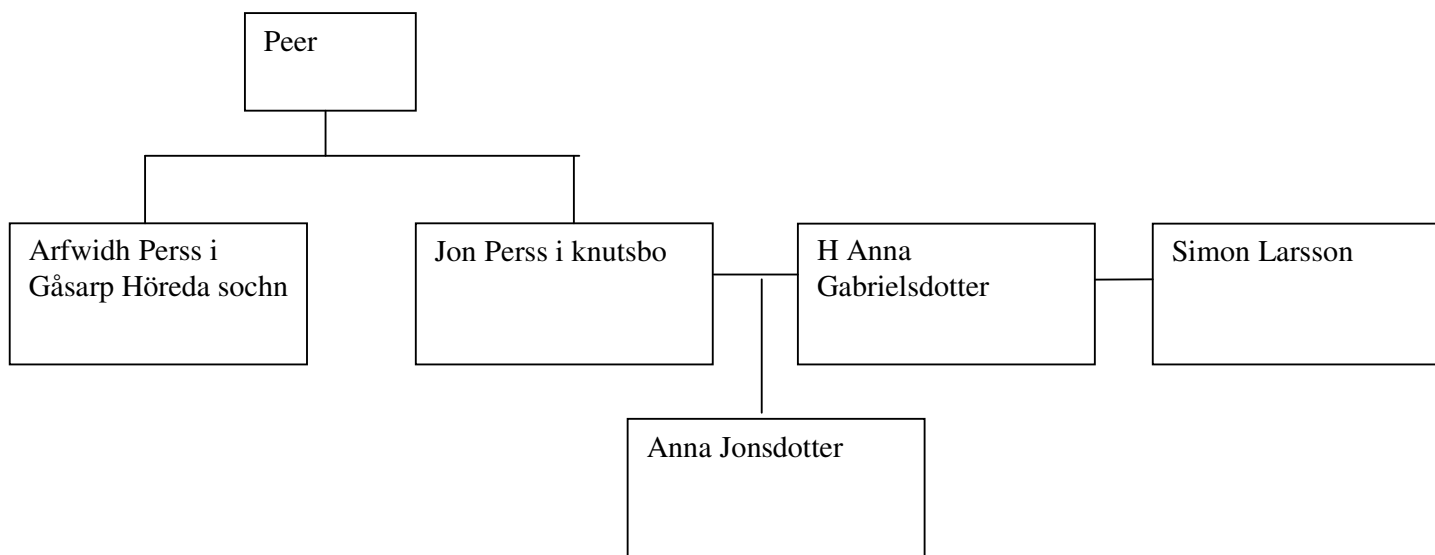 Peer
Arfwidh Perss i
Gåsarp Höreda sochn
Jon Perss i knutsbo
H Anna
Gabrielsdotter
Simon Larsson
Anna Jonsdotter